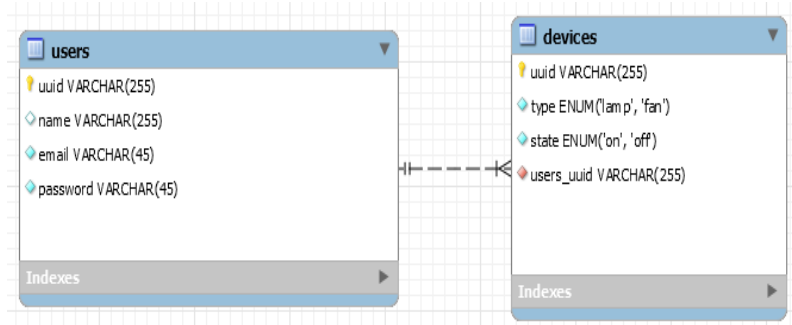 users
uuid VARCHAR(255)
name VARCHAR(255)
email VARCHAR(45)
password VARCHAR(45)
Indexes
devices
uuid VARCHAR(255)
type ENUM('lamp', 'fan')
state ENUM('on', 'off')
users_uuid VARCHAR(255)
Indexes